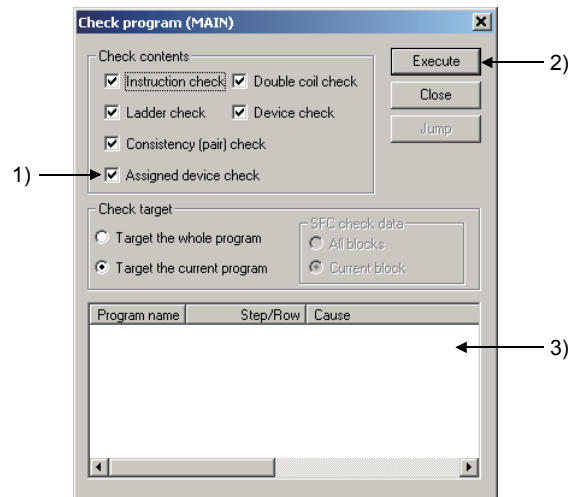 Check program (MAIN)
Check contents
Execute
2)
Instruction check
Double coil check
Close
Ladder check
Device check
Jump
Consistency (pair) check
1)
Assigned device check
Check target
SFC check data
Target the whole program
All blocks
Target the current program
Current block
Program name
Step/Row
Cause
3)